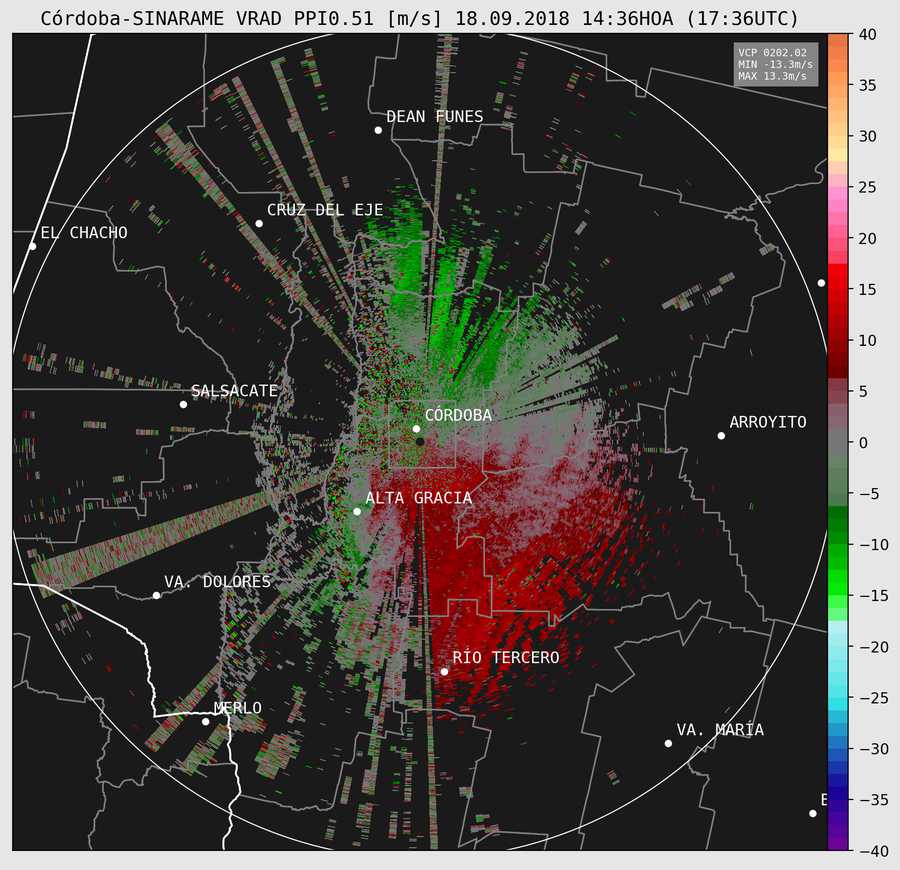 Córdoba-SINARAME VRAD PPI0.51 [m/s] 18.09.2018 14:36HOA (17:36UTC)
VCP 0202.02
MIN -13.3m/s
MAX 13.3m/s
DEAN FUNES
CRUZ DEL EJE
EL CHACHO
SALSACATE
CÓRDOBA
ARROYITO
ALTA GRACIA
VA. DOLORES
RÍO TERCERO
MERLO
VA. MARÍA
40
35
30
25
20
15
10
5
0
−5
−10
−15
−20
−25
−30
−35
−40